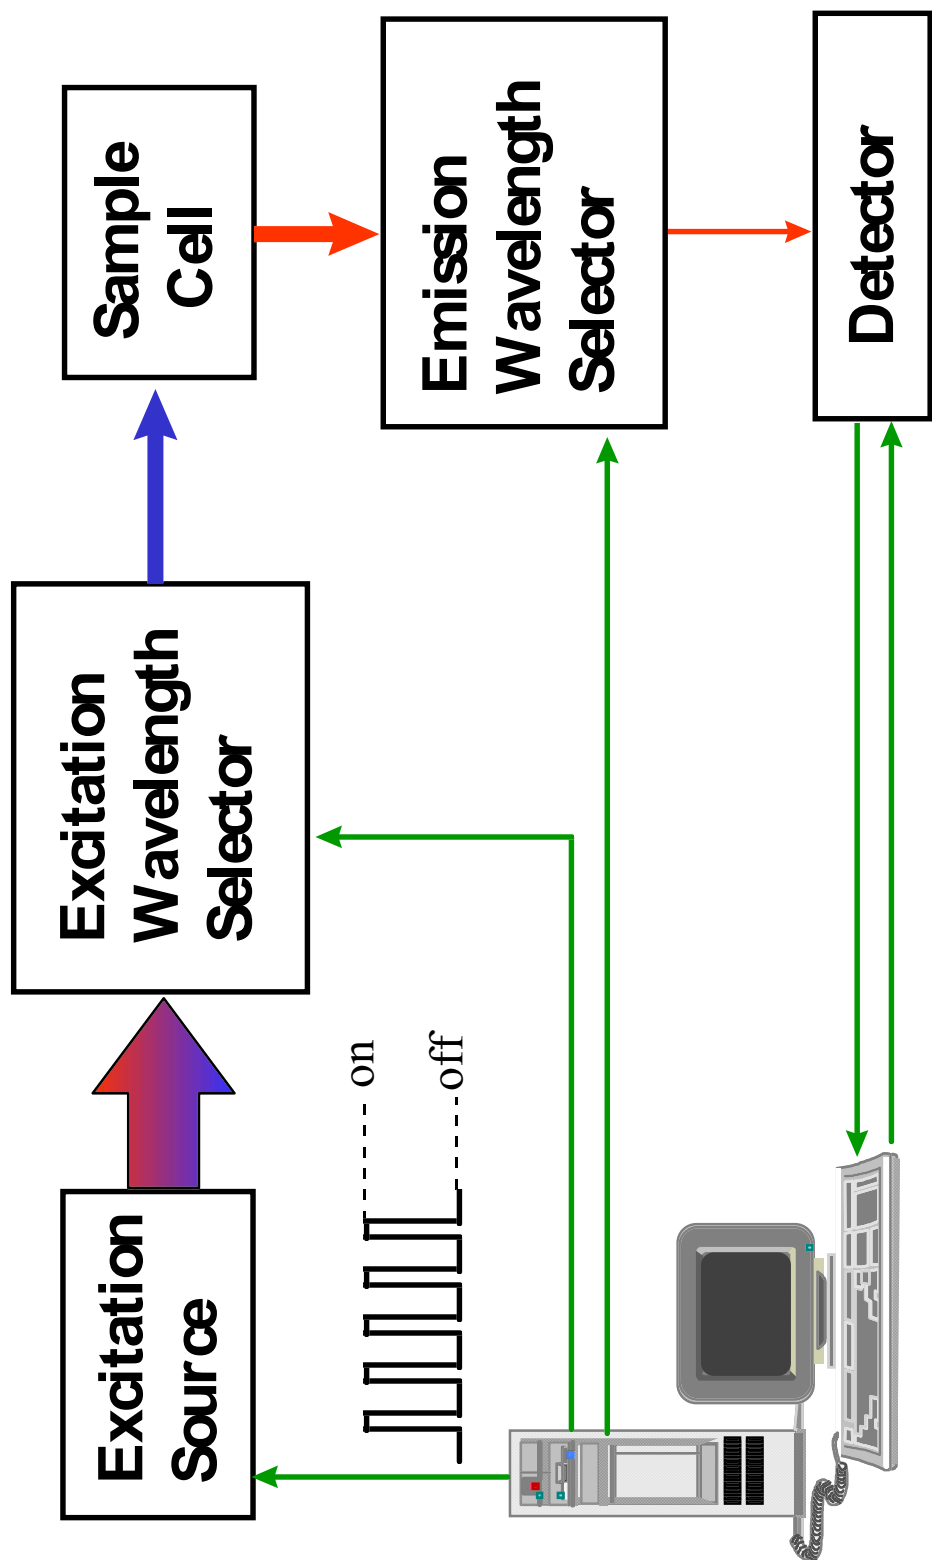 Excitation
Source
Excitation
Wavelength
Selector
Sample
Cell
on
off
Emission
Wavelength
Selector
Detector